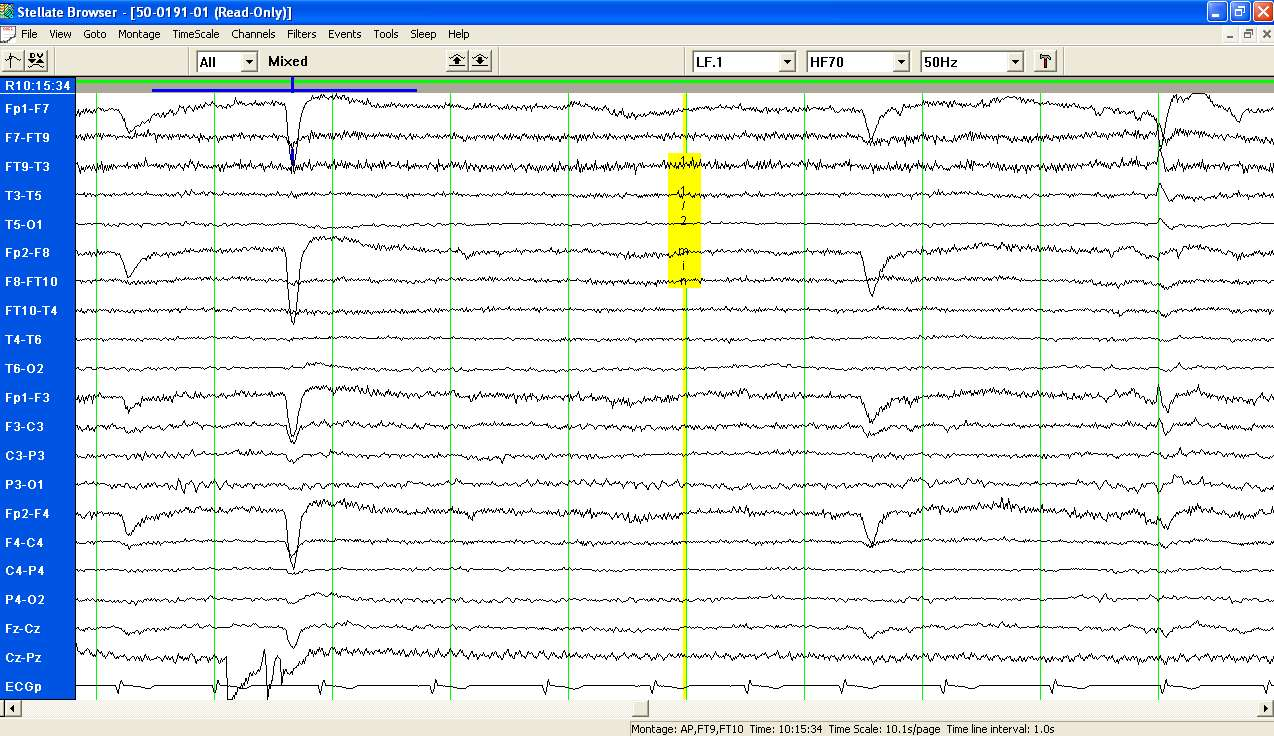 Stellate Browser - [50-0191-01 (Read-Only)]
File View Goto Montage TimeScale Channels Filters Events Tools Sleep Help
All Mixed LF.1 HF70 50Hz
R10:15:34
Fp1-F7
F7-FT9
FT9-T3
T3-T5
T5-O1
Fp2-F8
F8-FT10
FT10-T4
T4-T6
T6-O2
Fp1-F3
F3-C3
C3-P3
P3-O1
Fp2-F4
F4-C4
C4-P4
P4-O2
Fz-Cz
Cz-Pz
ECGp
1
1
/
2
m
i
n
Montage: AP,FT9,FT10 Time: 10:15:34 Time Scale: 10.1s/page Time line interval: 1.0s